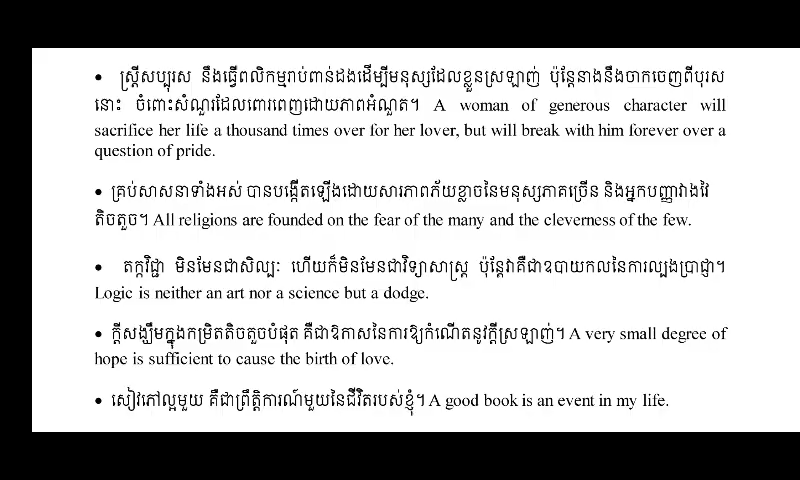 • ស្ត្រីសប្បុរស នឹងធ្វើពលិកម្មរាប់ពាន់ដងដើម្បីមនុស្សដែលខ្លួនស្រឡាញ់ ប៉ុន្តែនាងនឹងចាកចេញពីបុរស
នោះ ចំពោះសំណួរដែលពោរពេញដោយភាពអំណួត។ A woman of generous character will
sacrifice her life a thousand times over for her lover, but will break with him forever over a
question of pride.
• គ្រប់សាសនាទាំងអស់ បានបង្កើតឡើងដោយសារភាពភ័យខ្លាចនៃមនុស្សភាគច្រើន និងអ្នកបញ្ញាវាងវៃ
តិចតួច។ All religions are founded on the fear of the many and the cleverness of the few.
• តក្កវិជ្ជា មិនមែនជាសិល្បៈ ហើយក៏មិនមែនជាវិទ្យាសាស្ត្រ ប៉ុន្តែវាគឺជាឧបាយកលនៃការល្បងប្រាជ្ញា។
Logic is neither an art nor a science but a dodge.
• ក្តីសង្ឃឹមក្នុងកម្រិតតិចតួចបំផុត គឺជាឱកាសនៃការឱ្យកំណើតនូវក្តីស្រឡាញ់។ A very small degree of
hope is sufficient to cause the birth of love.
• សៀវភៅល្អមួយ គឺជាព្រឹត្តិការណ៍មួយនៃជីវិតរបស់ខ្ញុំ។ A good book is an event in my life.